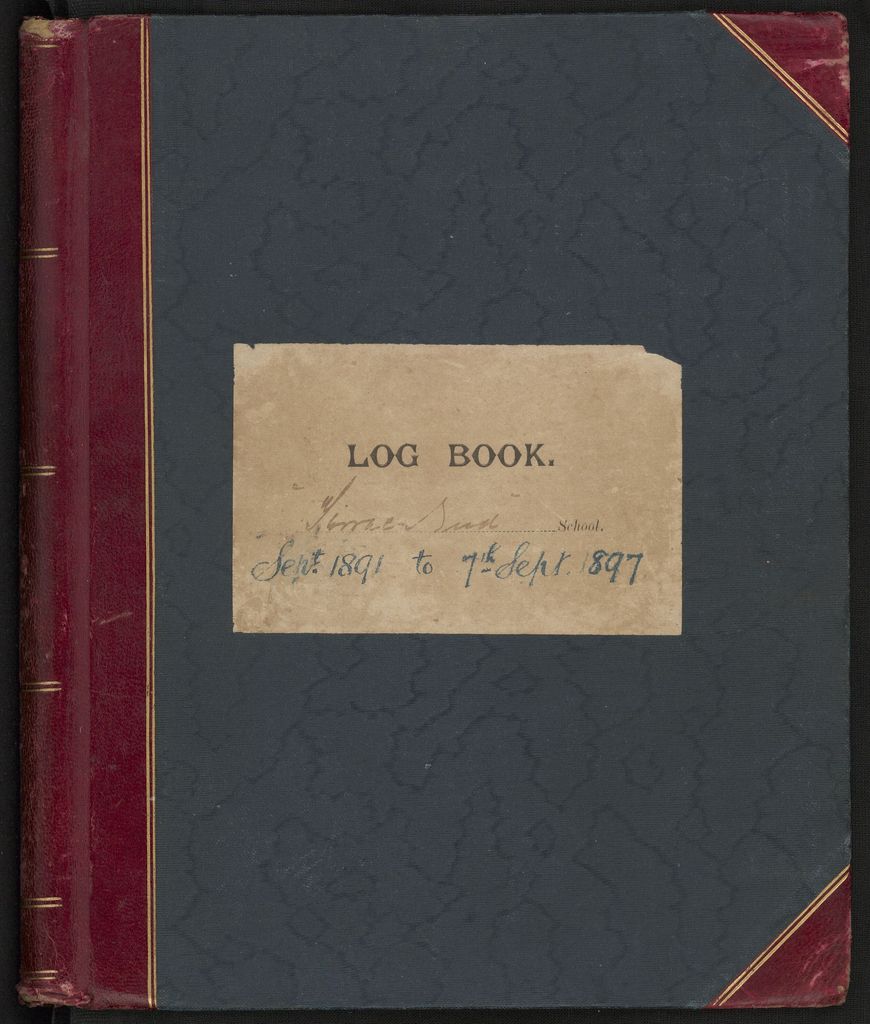 LOG BOOK.
School.
Sept. 1891 to 7th Sept. 1897